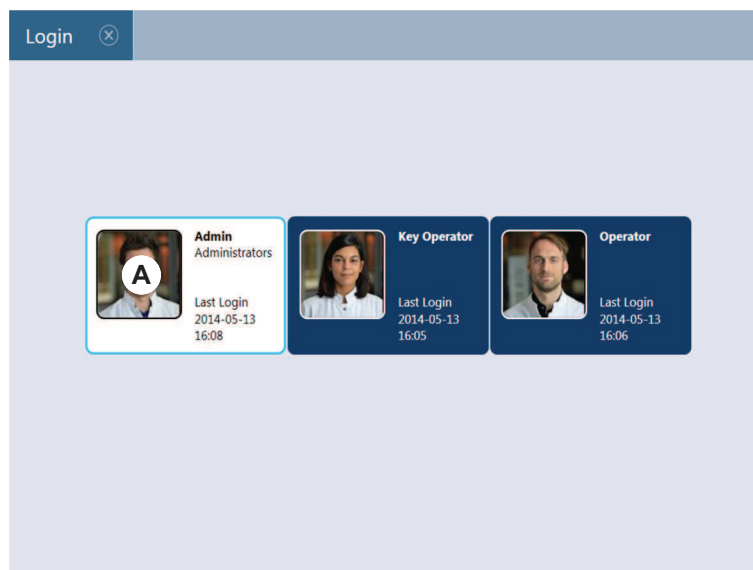 Login
Admin
Administrators
Last Login
2014-05-13
16:08
A
Key Operator
Last Login
2014-05-13
16:05
Operator
Last Login
2014-05-13
16:06